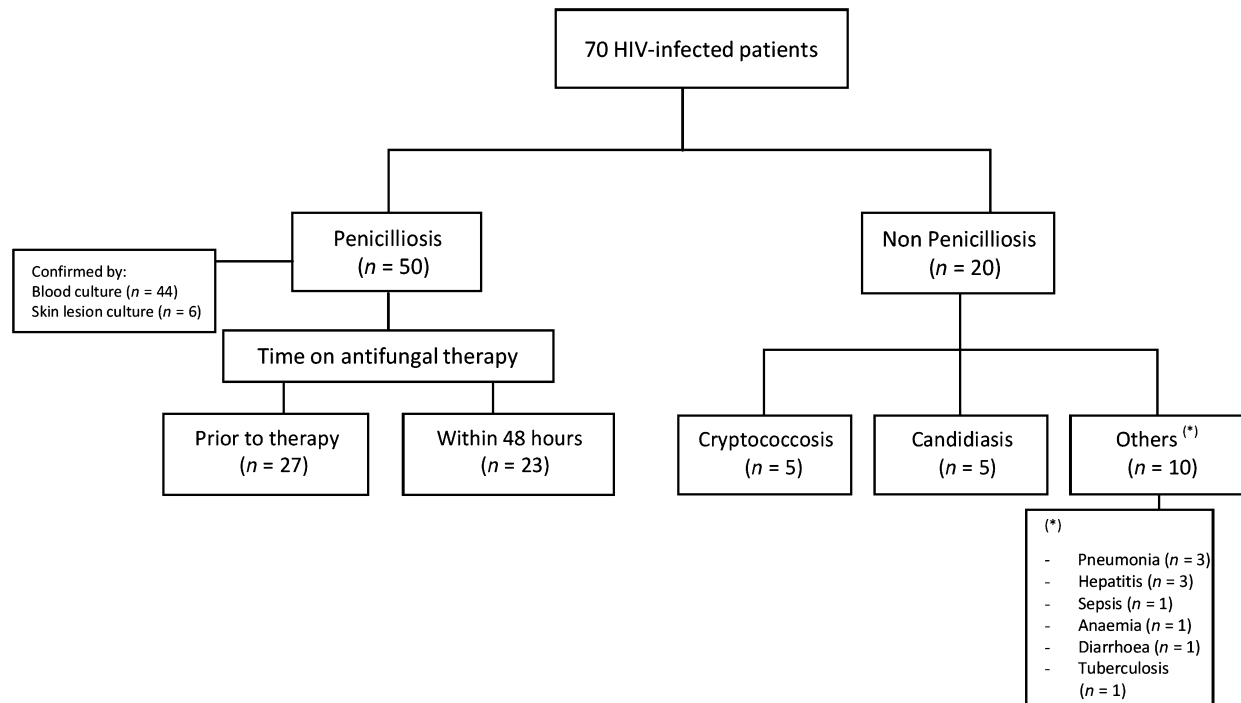 70 HIV-infected patients
Penicilliosis
(n = 50)
Non Penicilliosis
(n = 20)
Confirmed by:
Blood culture (n = 44)
Skin lesion culture (n = 6)
Time on antifungal therapy
Prior to therapy
(n = 27)
Within 48 hours
(n = 23)
Cryptococcosis
(n = 5)
Candidiasis
(n = 5)
Others (*)
(n = 10)
(*)
- Pneumonia (n = 3)
- Hepatitis (n = 3)
- Sepsis (n = 1)
- Anaemia (n = 1)
- Diarrhoea (n = 1)
- Tuberculosis
(n = 1)